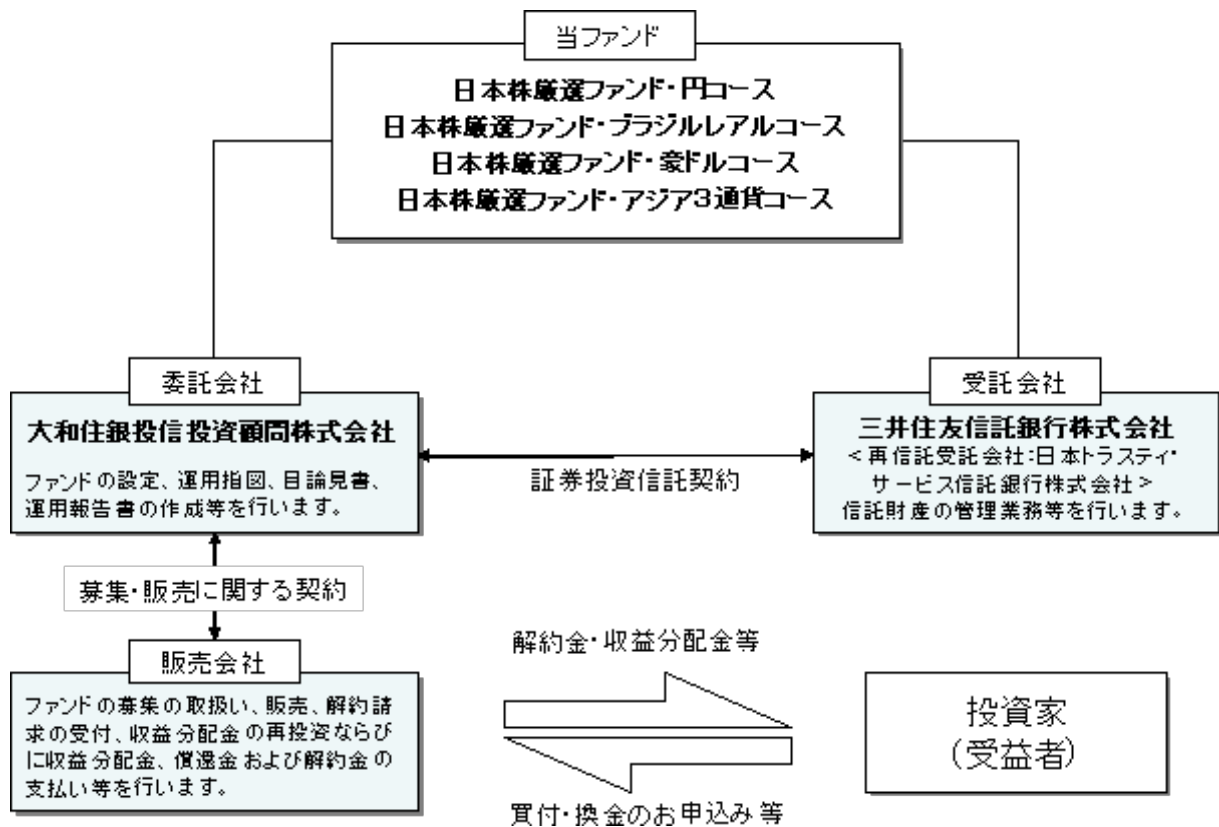 当ファンド
日本株厳選ファンド・円コース
日本株厳選ファンド・ブラジルレアルコース
日本株厳選ファンド・豪ドルコース
日本株厳選ファンド・アジア3通貨コース
委託会社
大和住銀投信投資顧問株式会社
ファンドの設定、運用指図、目論見書、
運用報告書の作成等を行います。
証券投資信託契約
受託会社
三井住友信託銀行株式会社
<再信託受託会社:日本トラスティ・
サービス信託銀行株式会社>
信託財産の管理業務等を行います。
募集・販売に関する契約
販売会社
ファンドの募集の取扱い、販売、解約請
求の受付、収益分配金の再投資ならび
に収益分配金、償還金および解約金の
支払い等を行います。
解約金・収益分配金等
買付・換金のお申込み等
投資家
(受益者)